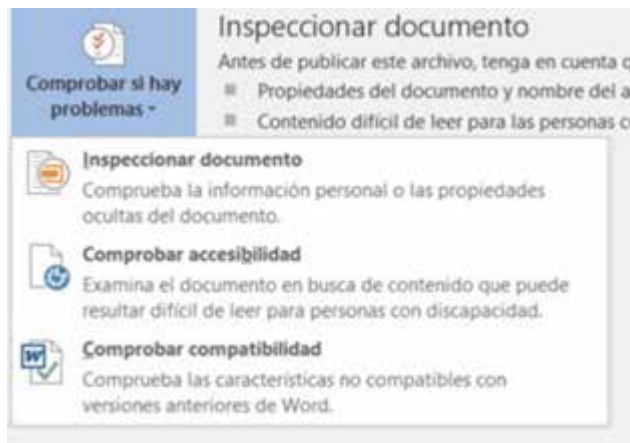 Inspeccionar documento
Antes de publicar este archivo, tenga en cuenta q
Comprobar si hay
problemas
Propiedades del documento y nombre del a
Contenido difícil de leer para las personas c
Inspeccionar documento
Comprueba la información personal o las propiedades
ocultas del documento.
Comprobar accesibilidad
Examina el documento en busca de contenido que puede
resultar difícil de leer para personas con discapacidad.
Comprobar compatibilidad
Comprueba las características no compatibles con
versiones anteriores de Word.